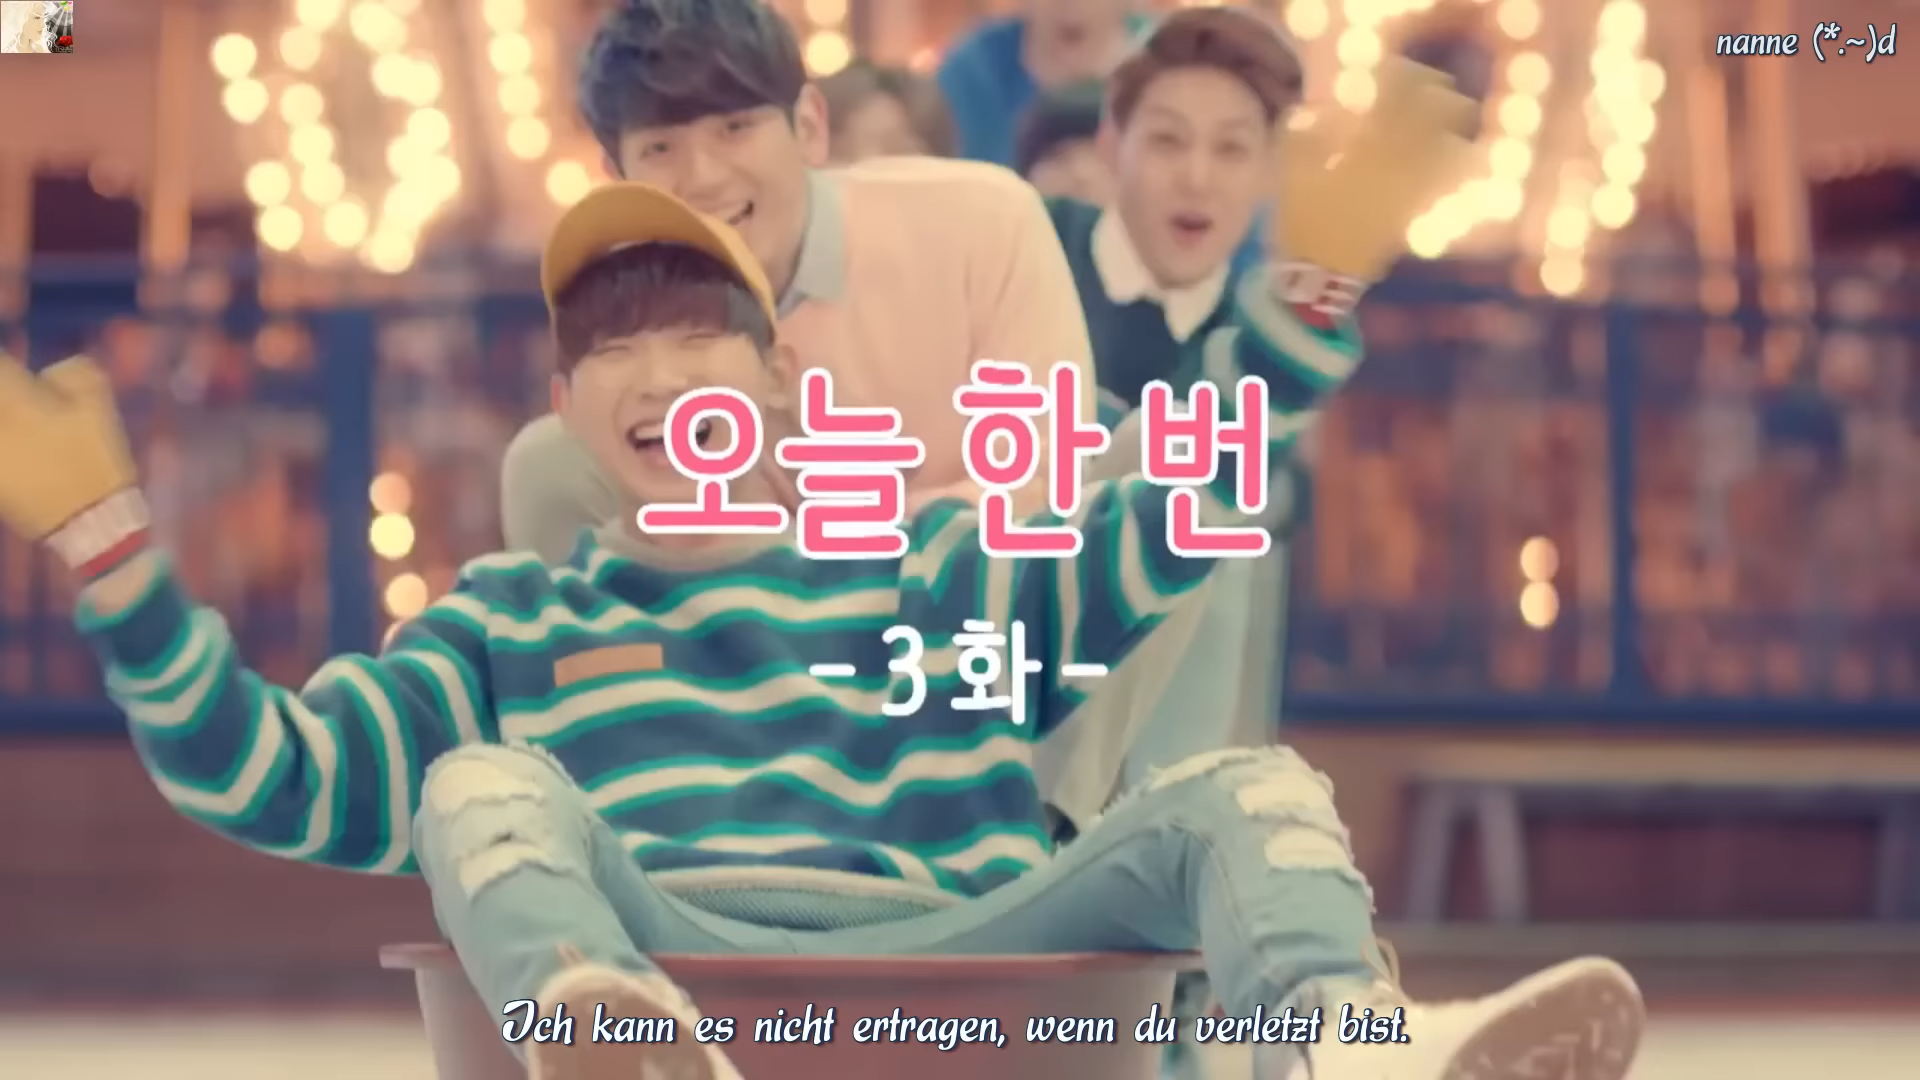 nanne (*.~)d
오늘 한 번
- 3화 -
Ich kann es nicht ertragen, wenn du verletzt bist.